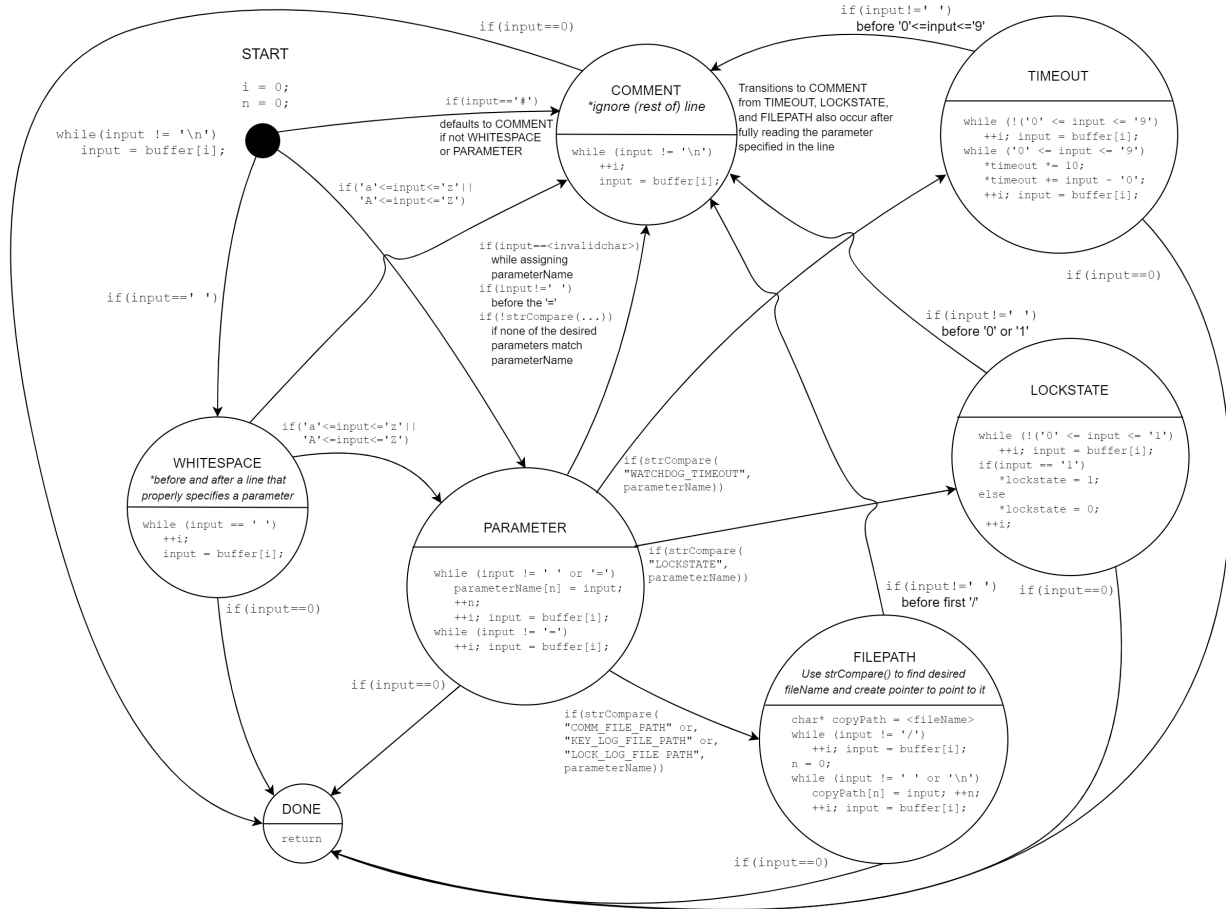 if(input==0)
START
i = 0;
n = 0;
while(input != '\n')
input = buffer[i];
if(input=='#')
defaults to COMMENT
if not WHITESPACE
or PARAMETER
COMMENT
*ignore (rest of) line
while (input != '\n')
++i;
input = buffer[i];
Transitions to COMMENT
from TIMEOUT, LOCKSTATE,
and FILEPATH also occur after
fully reading the parameter
specified in the line
if(input!=' ')
before '0'<=input<='9'
TIMEOUT
while (!('0' <= input <= '9')
++i; input = buffer[i];
while ('0' <= input <= '9')
*timeout *= 10;
*timeout += input - '0';
++i; input = buffer[i];
if('a'<=input<='z'||
'A'<=input<='Z')
if(input==<invalidchar>)
while assigning
parameterName
if(input!=' ')
before the '='
if(!strCompare(...))
if none of the desired
parameters match
parameterName
if(input==0)
if(input==' ')
if(input!=' ')
before '0' or '1'
LOCKSTATE
while (!('0' <= input <= '1')
++i; input = buffer[i];
if(input == '1')
*lockstate = 1;
else
*lockstate = 0;
++i;
if('a'<=input<='z'||
'A'<=input<='Z')
WHITESPACE
*before and after a line that
properly specifies a parameter
while (input == ' ')
++i;
input = buffer[i];
if(strCompare(
"WATCHDOG_TIMEOUT",
parameterName))
PARAMETER
while (input != ' ' or '=')
parameterName[n] = input;
++n;
++i; input = buffer[i];
while (input != '=')
++i; input = buffer[i];
if(strCompare(
"LOCKSTATE",
parameterName))
if(input!=' ')
before first '/'
if(input==0)
if(input==0)
if(input==0)
FILEPATH
Use strCompare() to find desired
fileName and create pointer to point to it
char* copyPath = <fileName>
while (input != '/')
++i; input = buffer[i];
n = 0;
while (input != ' ' or '\n')
copyPath[n] = input; ++n;
++i; input = buffer[i];
if(strCompare(
"COMM_FILE_PATH" or,
"KEY_LOG_FILE_PATH" or,
"LOCK_LOG_FILE PATH",
parameterName))
DONE
return
if(input==0)